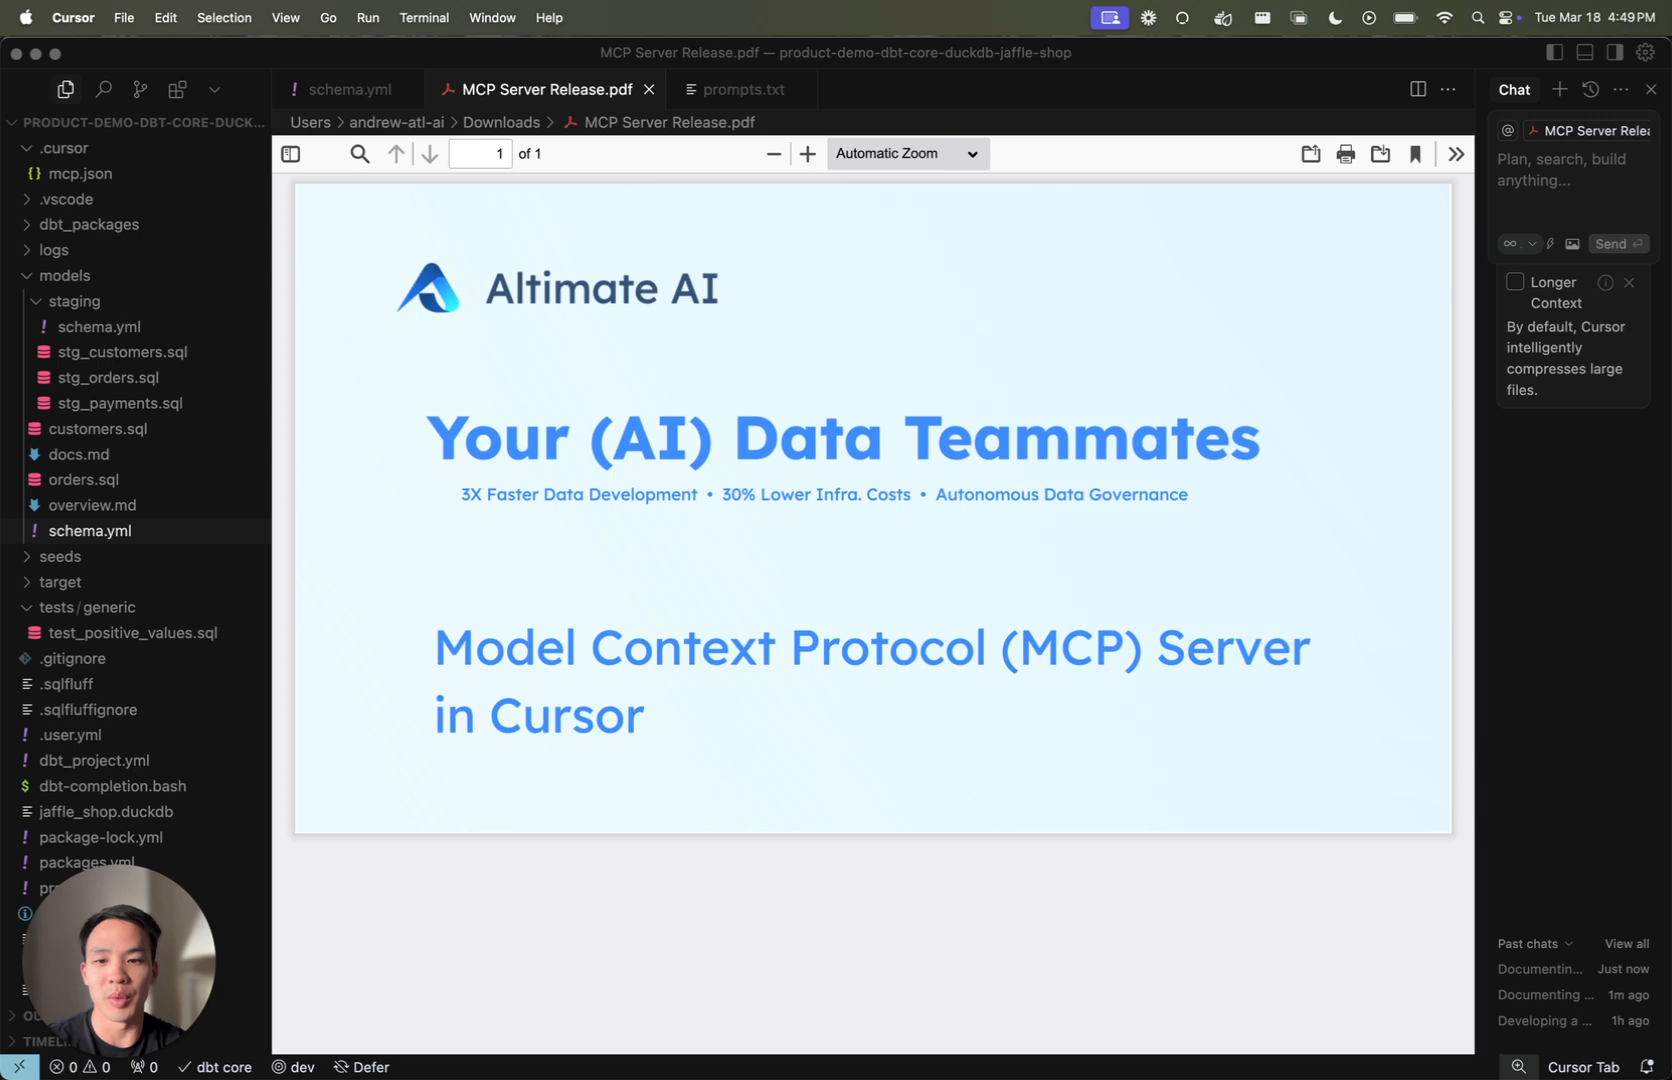 Cursor File Edit Selection View Go Run Terminal Window Help
Tue Mar 18 4:49 PM
MCP Server Release.pdf — product-demo-dbt-core-duckdb-jaffle-shop
schema.yml
MCP Server Release.pdf
prompts.txt
Users > andrew-atl-ai > Downloads > MCP Server Release.pdf
1 of 1
Automatic Zoom
PRODUCT-DEMO-DBT-CORE-DUCK...
.cursor
mcp.json
.vscode
dbt_packages
logs
models
staging
schema.yml
stg_customers.sql
stg_orders.sql
stg_payments.sql
customers.sql
docs.md
orders.sql
overview.md
schema.yml
seeds
target
tests/generic
test_positive_values.sql
.gitignore
.sqlfluff
.sqlfluffignore
.user.yml
dbt_project.yml
dbt-completion.bash
jaffle_shop.duckdb
package-lock.yml
packages.yml
Altimate AI
Your (AI) Data Teammates
3X Faster Data Development • 30% Lower Infra. Costs • Autonomous Data Governance
Model Context Protocol (MCP) Server
in Cursor
Chat
@ MCP Server Relea
Plan, search, build
anything...
Send
Longer
Context
By default, Cursor
intelligently
compresses large
files.
Past chats View all
Documentin... Just now
Documenting ... 1m ago
Developing a ... 1h ago
0 0 0 dbt core dev Defer
Cursor Tab